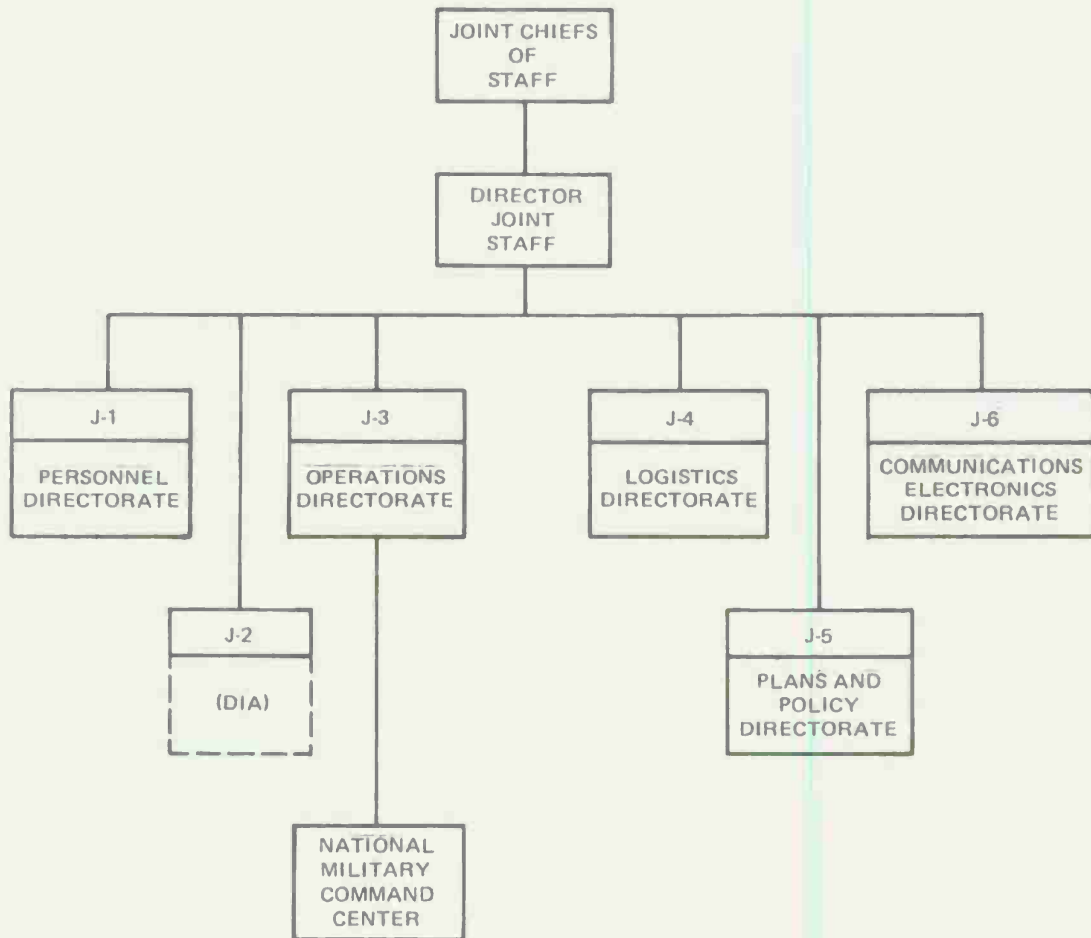 JOINT CHIEFS
OF
STAFF
DIRECTOR
JOINT
STAFF
J-1
PERSONNEL
DIRECTORATE
J-3
OPERATIONS
DIRECTORATE
J-4
LOGISTICS
DIRECTORATE
J-6
COMMUNICATIONS
ELECTRONICS
DIRECTORATE
J-2
(DIA)
J-5
PLANS AND
POLICY
DIRECTORATE
NATIONAL
MILITARY
COMMAND
CENTER